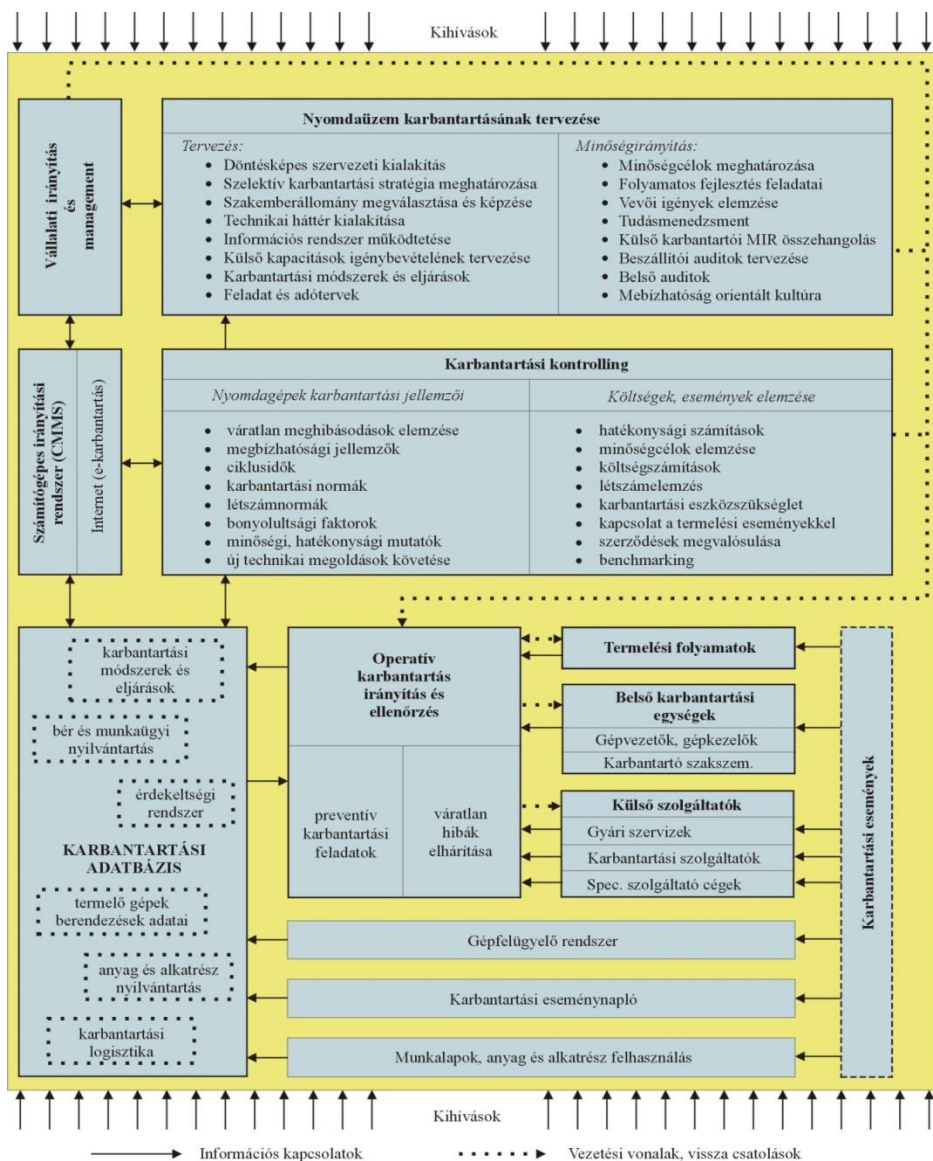 Kihívások
Vállalati irányítás
és
management
Nyomdaüzem karbantartásának tervezése
Tervezés:
• Döntésképes szervezeti kialakítás
• Szelektív karbantartási stratégia meghatározása
• Szakemberállomány megválasztása és képzése
• Technikai háttér kialakítása
• Információs rendszer működtetése
• Külső kapacitások igénybevételének tervezése
• Karbantartási módszerek és eljárások
• Feladat és adótervek
Minőségirányítás:
• Minőségcélok meghatározása
• Folyamatos fejlesztés feladatai
• Vevői igények elemzése
• Tudásmenedzsment
• Külső karbantartói MIR összehangolás
• Beszállítói auditok tervezése
• Belső auditok
• Mebízhatóság orientált kultúra
Számítógépes irányítási
rendszer (CMMS)
Internet (e-karbantartás)
Karbantartási kontrolling
Nyomdagépek karbantartási jellemzői
• váratlan meghibásodások elemzése
• megbízhatósági jellemzők
• ciklusidők
• karbantartási normák
• létszámnormák
• bonyolultsági faktorok
• minőségi, hatékonysági mutatók
• új technikai megoldások követése
Költségek, események elemzése
• hatékonysági számítások
• minőségcélok elemzése
• költségszámítások
• létszámelemzés
• karbantartási eszközszükséglet
• kapcsolat a termelési eseményekkel
• szerződések megvalósulása
• benchmarking
karbantartási
módszerek és
eljárások
bér és munkaügyi
nyilvántartás
érdekeltségi
rendszer
KARBANTARTÁSI
ADATBÁZIS
termelő gépek
berendezések adatai
anyag és alkatrész
nyilvántartás
karbantartási
logisztika
Operatív
karbantartás
irányítás és
ellenőrzés
preventív
karbantartási
feladatok
váratlan
hibák
elhárítása
Termelési folyamatok
Belső karbantartási
egységek
Gépvezetők, gépkezelők
Karbantartó szakszem.
Külső szolgáltatók
Gyári szervizek
Karbantartási szolgáltatók
Spec. szolgáltató cégek
Karbantartási események
Gépfelügyelő rendszer
Karbantartási eseménynapló
Munkalapok, anyag és alkatrész felhasználás
Kihívások
Információs kapcsolatok
Vezetési vonalak, vissza csatolások